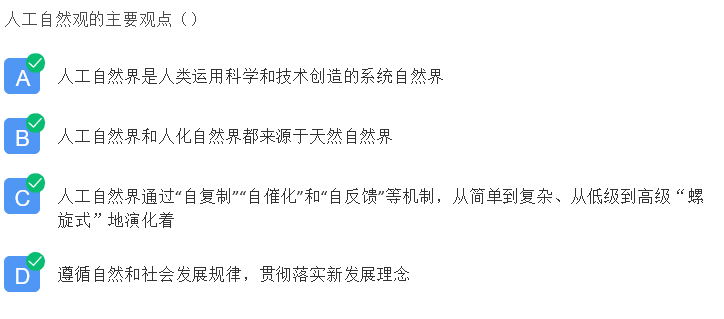 人工自然观的主要观点（）
A 人工自然界是人类运用科学和技术创造的系统自然界
B 人工自然界和人化自然界都来源于天然自然界
C 人工自然界通过“自复制”“自催化”和“自反馈”等机制，从简单到复杂、从低级到高级“螺
旋式”地演化着
D 遵循自然和社会发展规律，贯彻落实新发展理念